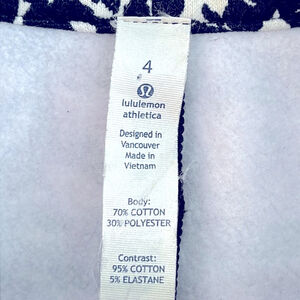 4
lululemon
athletica
Designed in
Vancouver
Made in
Vietnam
Body:
70% COTTON
30% POLYESTER
Contrast:
95% COTTON
5% ELASTANE